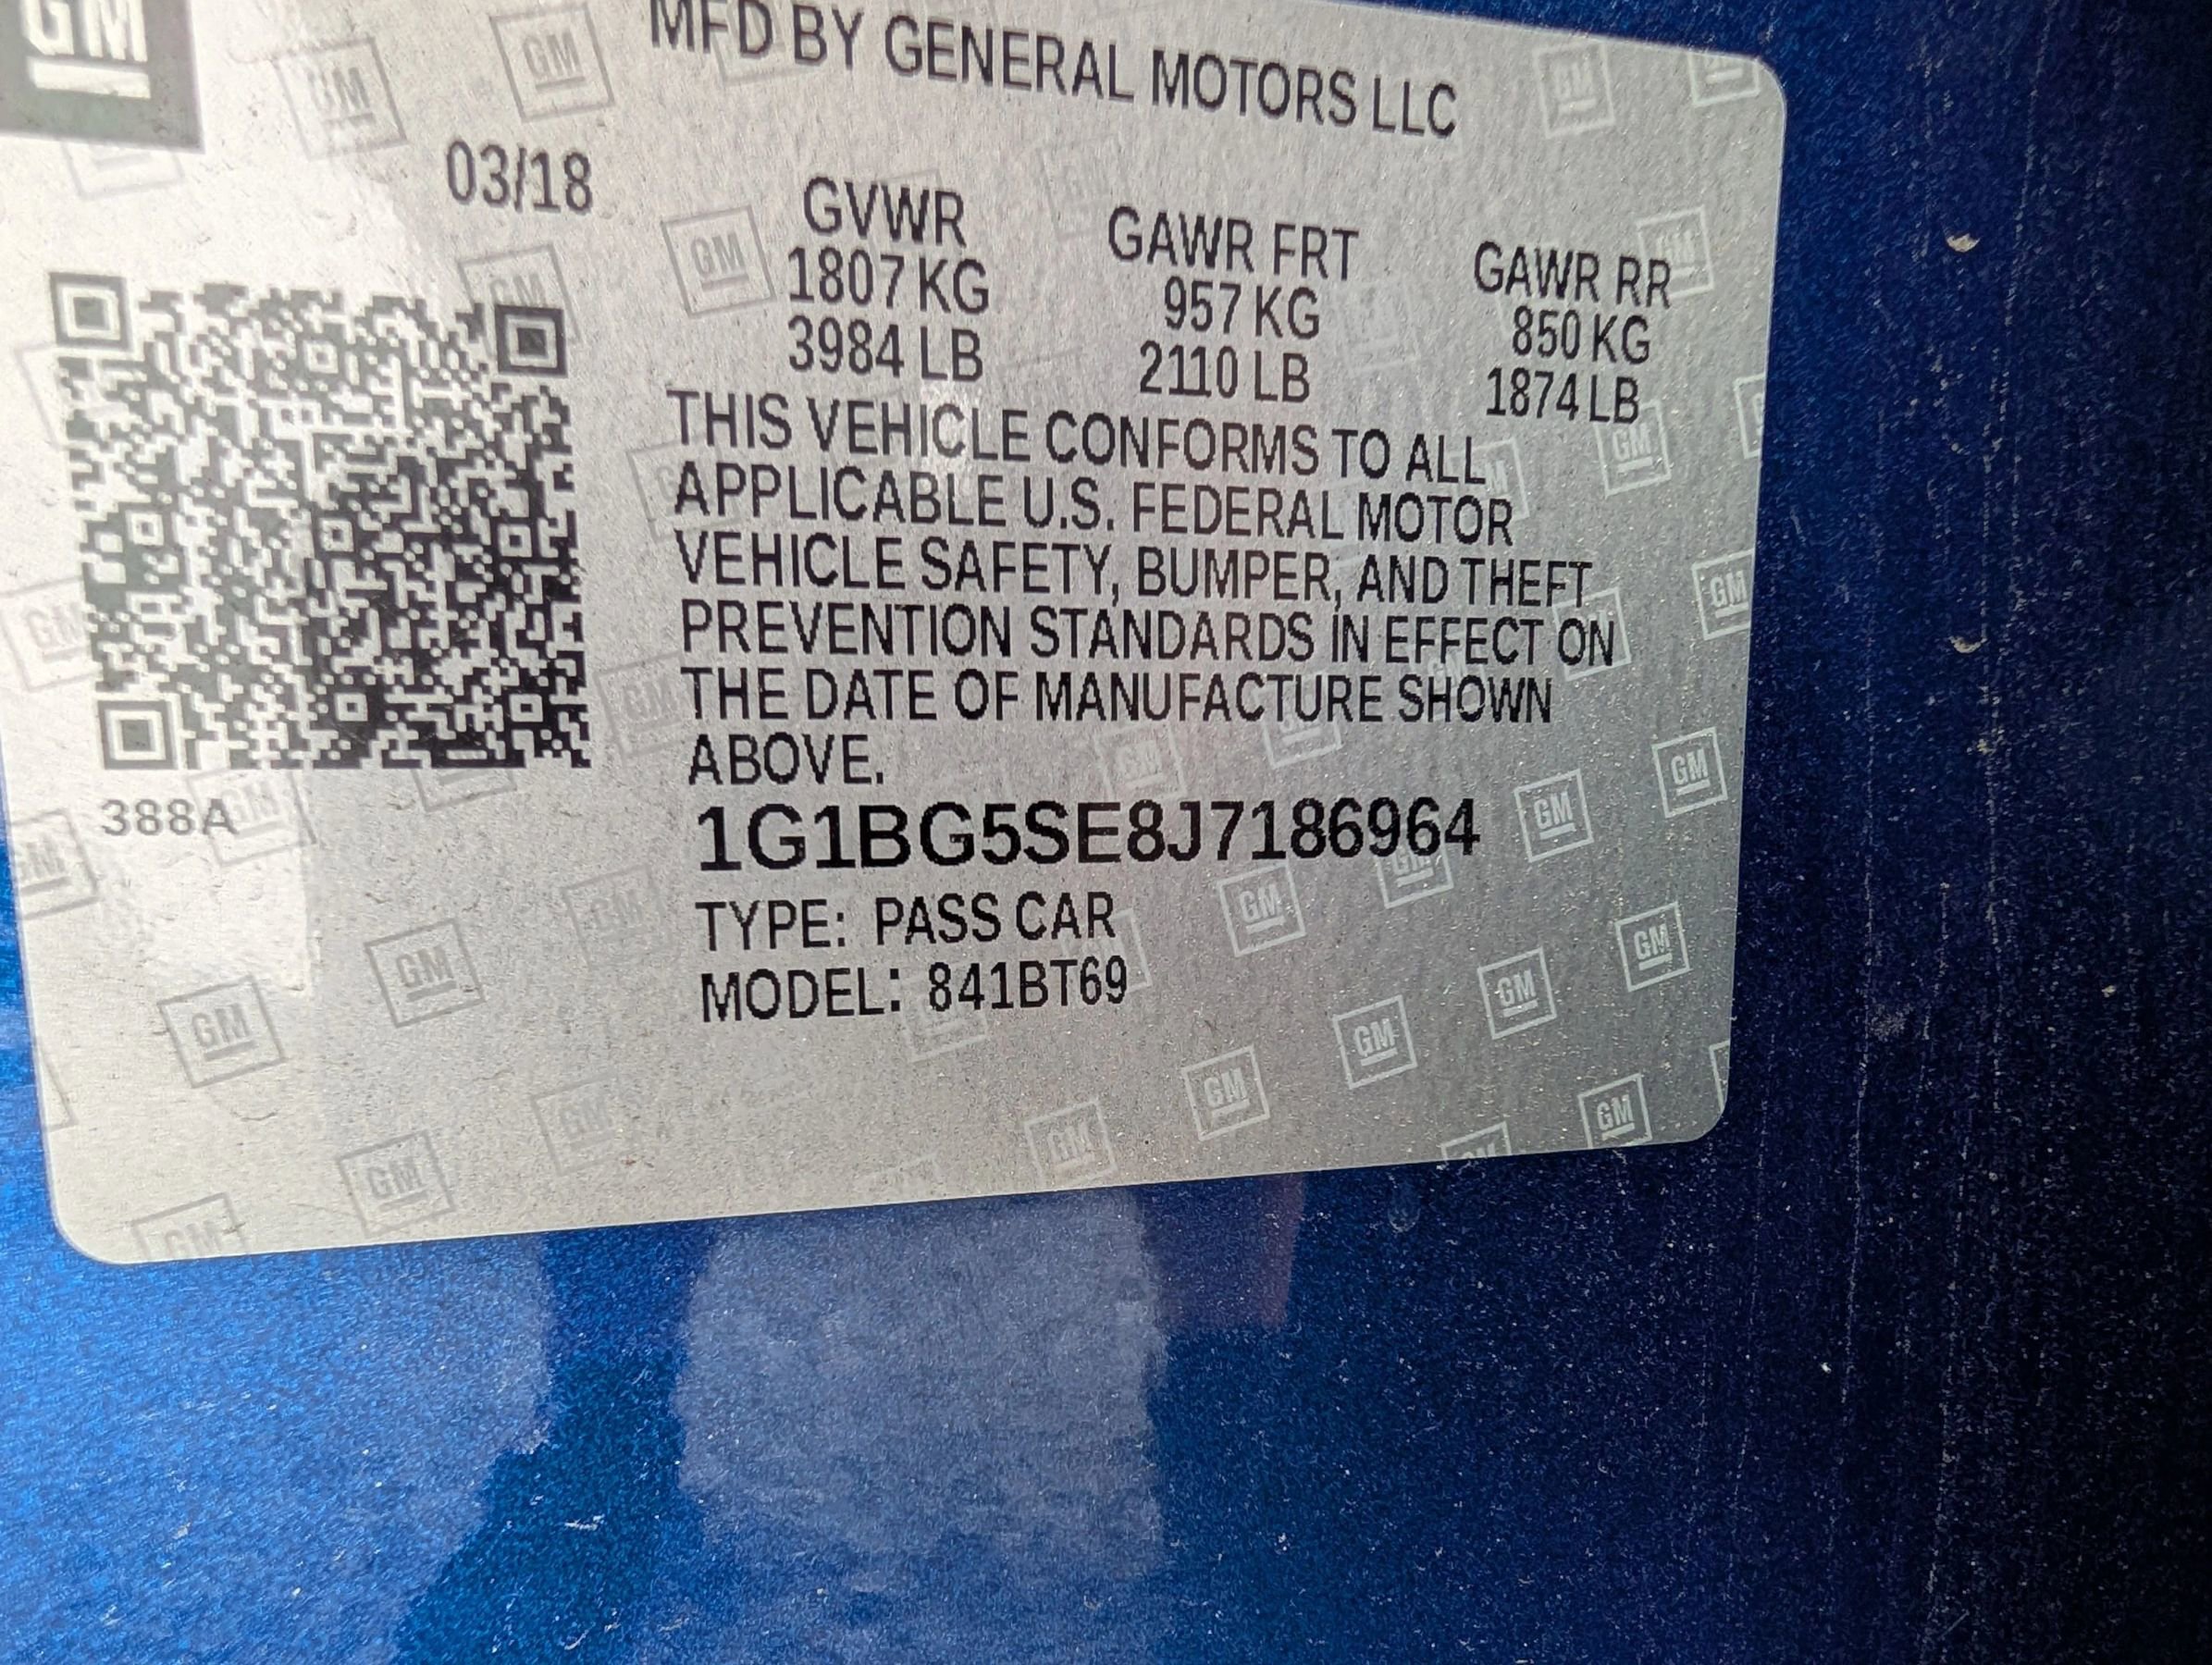 GM
MFD BY GENERAL MOTORS LLC
03/18
GVWR GAWR FRT GAWR RR
1807 KG 957 KG 850 KG
3984 LB 2110 LB 1874 LB
THIS VEHICLE CONFORMS TO ALL
APPLICABLE U.S. FEDERAL MOTOR
VEHICLE SAFETY, BUMPER, AND THEFT
PREVENTION STANDARDS IN EFFECT ON
THE DATE OF MANUFACTURE SHOWN
ABOVE.
388A
1G1BG5SE8J7186964
TYPE: PASS CAR
MODEL: 841BT69